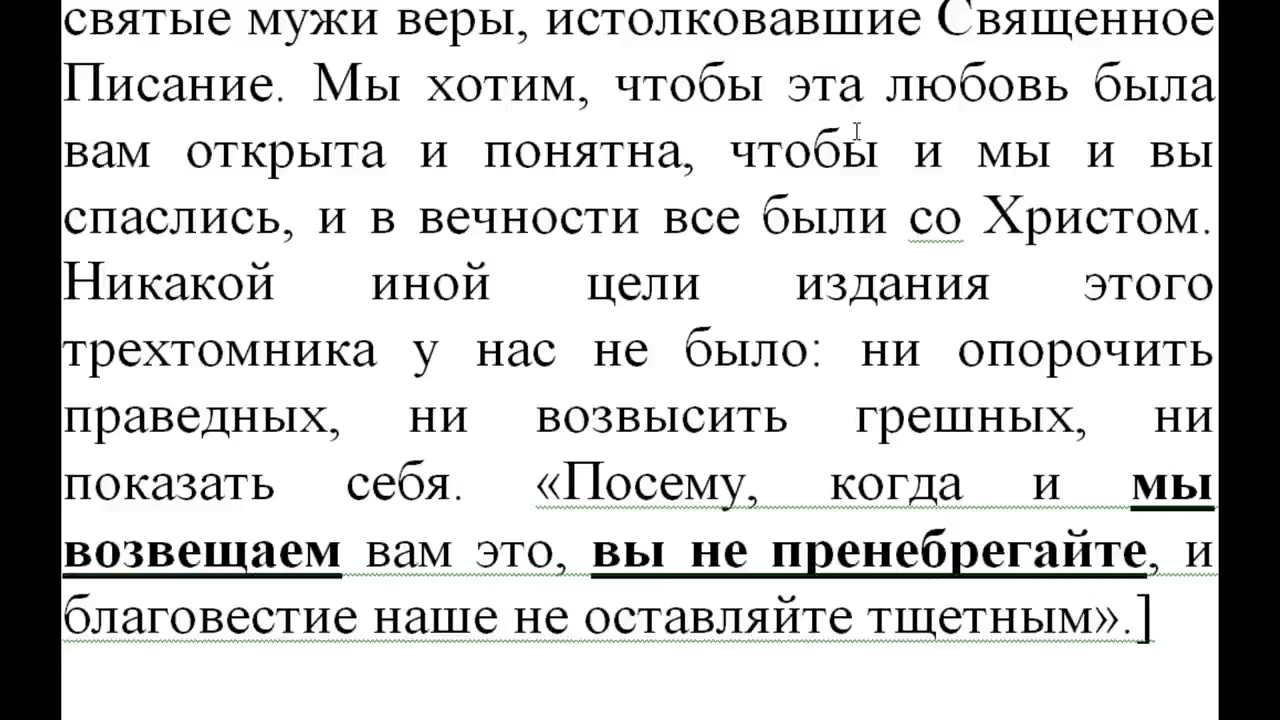 святые мужи веры, истолковавшие Священное
Писание. Мы хотим, чтобы эта любовь была
вам открыта и понятна, чтобы и мы и вы
спаслись, и в вечности все были со Христом.
Никакой иной цели издания этого
трехтомника у нас не было: ни опорочить
праведных, ни возвысить грешных, ни
показать себя. «Посему, когда и мы
возвещаем вам это, вы не пренебрегайте, и
благовестие наше не оставляйте тщетным».]